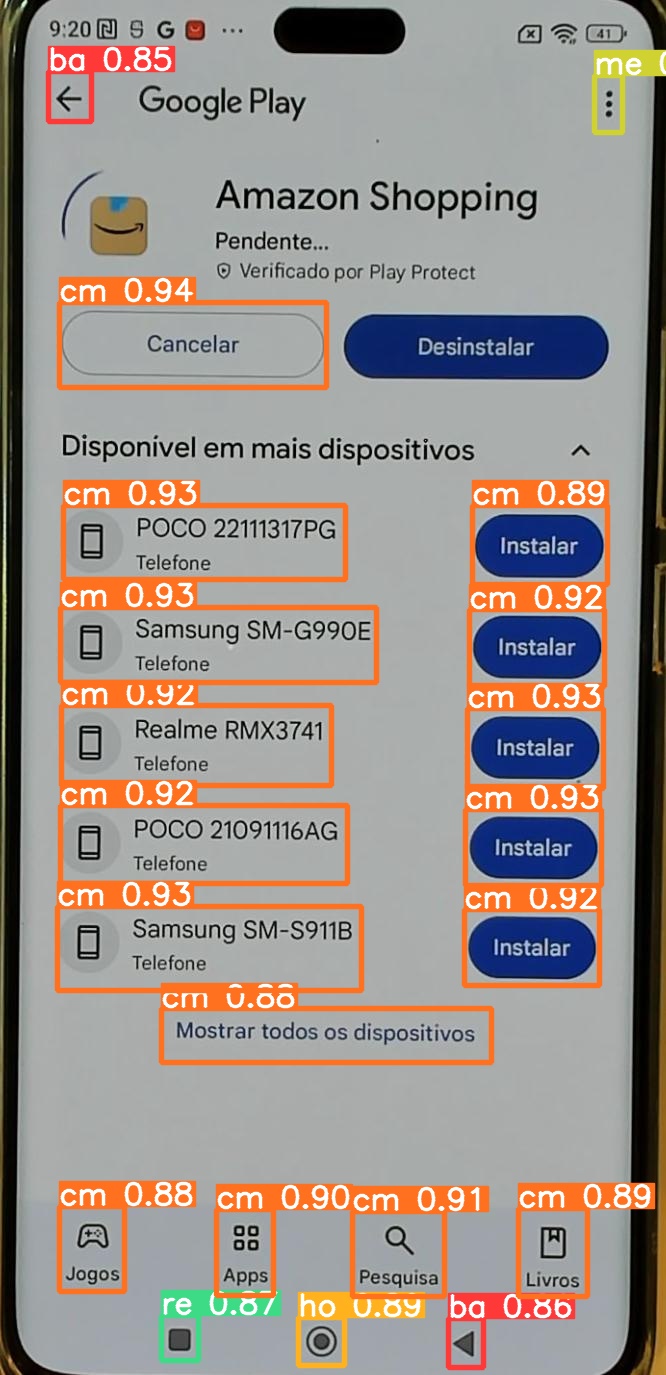 9:20 G ... 41
ba 0.85
me 0
Google Play
Amazon Shopping
Pendente...
Verificado por Play Protect
cm 0.94
Cancelar
Desinstalar
Disponível em mais dispositivos
cm 0.93
cm 0.89
POCO 22111317PG
Telefone
Instalar
cm 0.93
cm 0.92
Samsung SM-G990E
Telefone
Instalar
cm 0.92
cm 0.93
Realme RMX3741
Telefone
Instalar
cm 0.92
cm 0.93
POCO 21091116AG
Telefone
Instalar
cm 0.93
cm 0.92
Samsung SM-S911B
Telefone
Instalar
cm 0.88
Mostrar todos os dispositivos
cm 0.88
cm 0.90
cm 0.91
cm 0.89
Jogos
Apps
Pesquisa
Livros
re 0.87
ho 0.89
ba 0.86